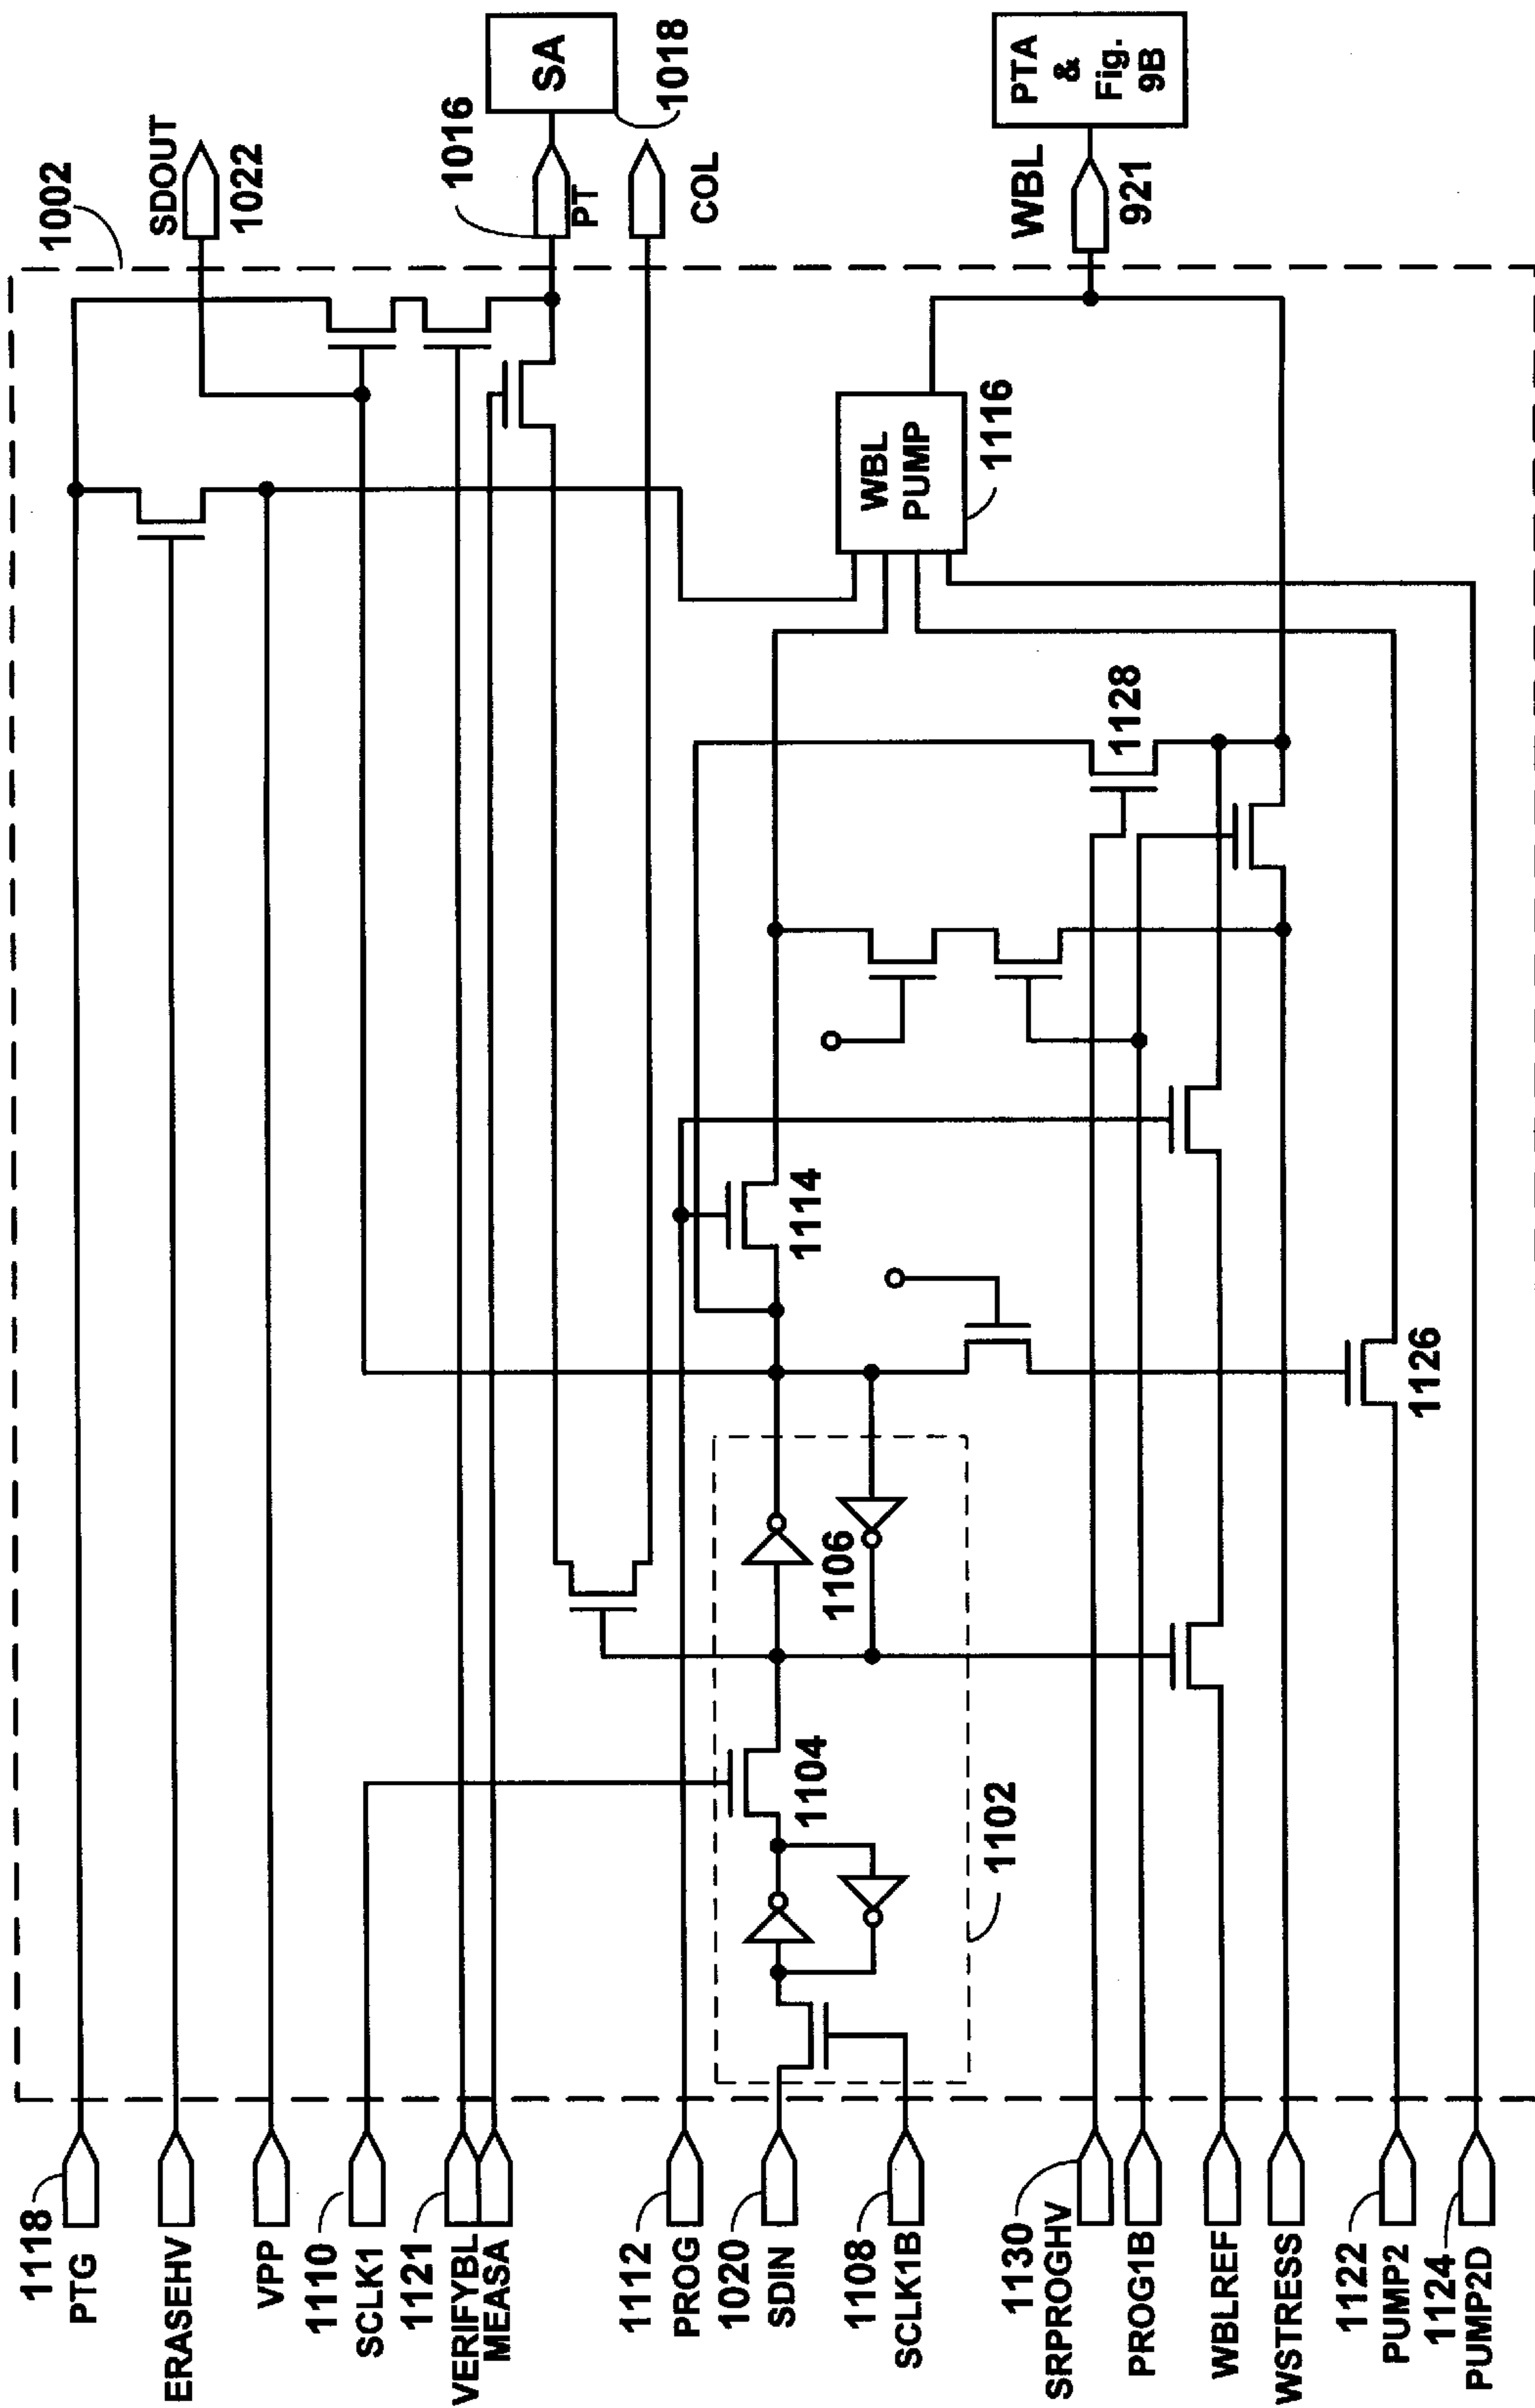 1118
PTG
ERASEHV
VPP
1110
SCLK1
1121
VERIFYBL
MEASA
1112
PROG
1020
SDIN
1108
SCLK1B
1130
SRPROGHV
PROG1B
WBLREF
WSTRESS
1122
PUMP2
1124
PUMP2D
1102
1104
1106
1114
1126
1128
WBL
PUMP
1116
1002
SDOUT
1022
1016
PT
SA
1018
COL
WBL
921
PTA
&
Fig.
9B